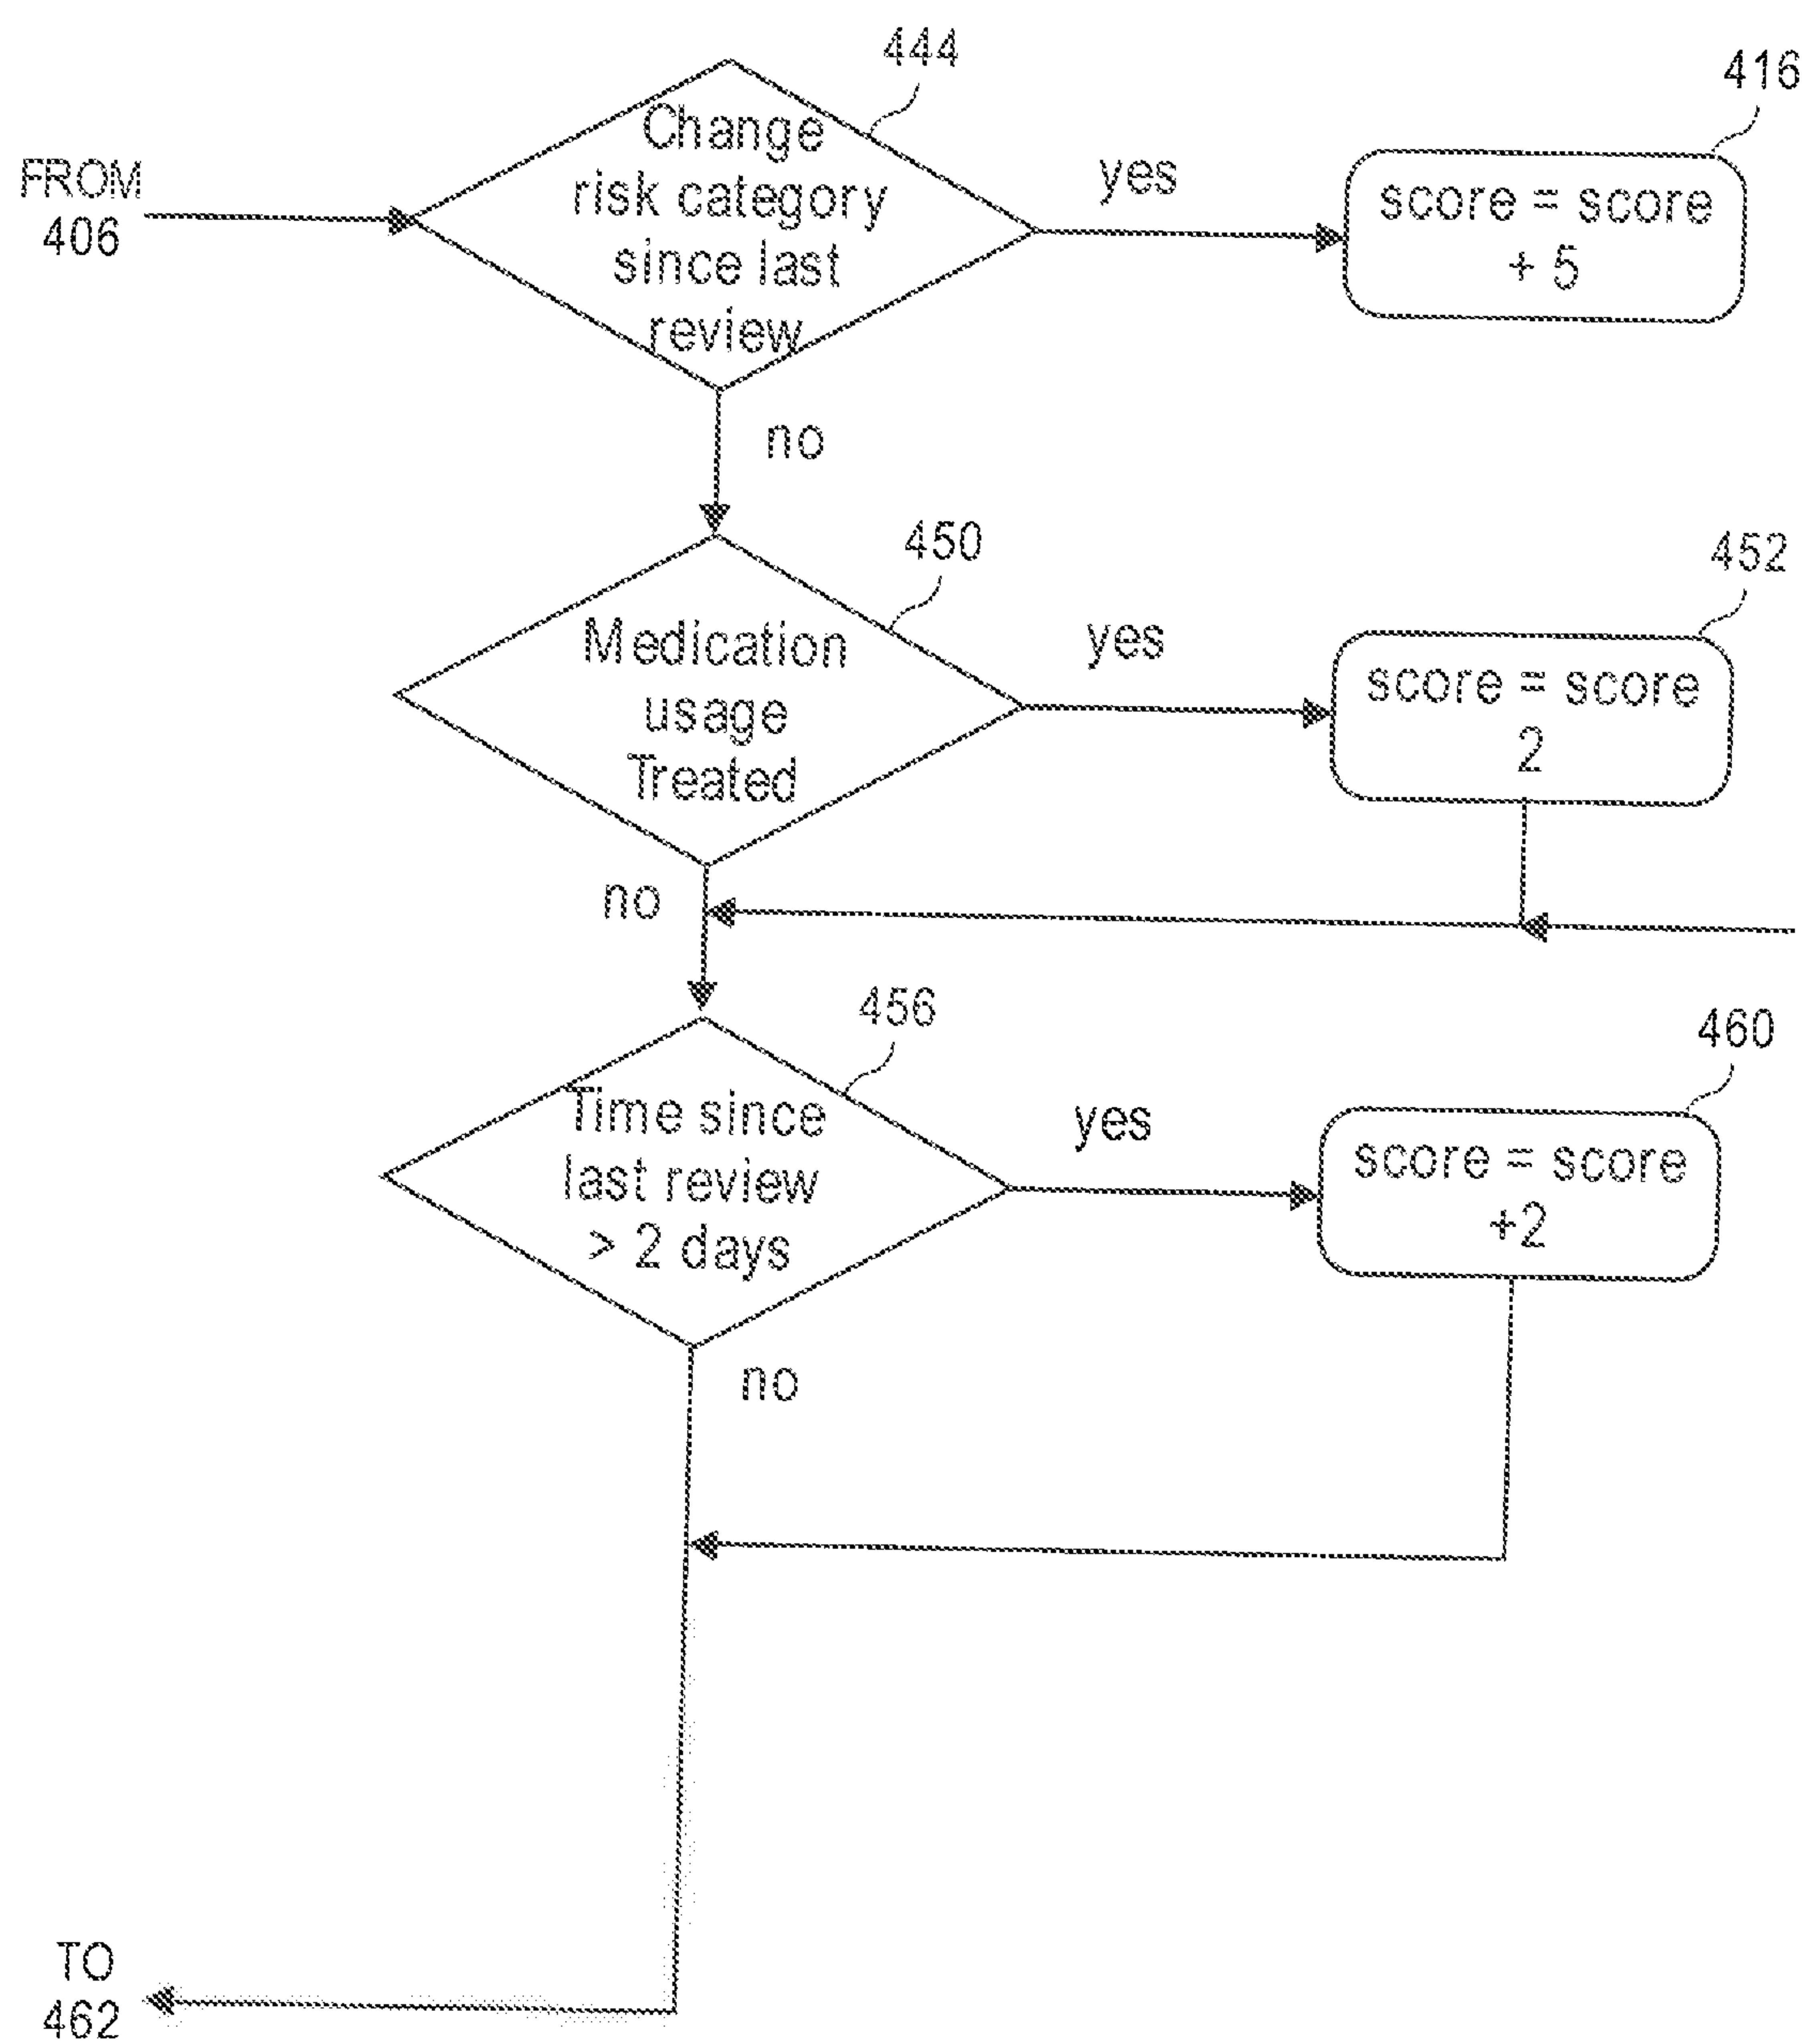 444
416
Change
risk category
since last
review
yes
score = score
+ 5
FROM
406
no
450
452
Medication
usage
Treated
yes
score = score
2
no
456
460
Time since
last review
> 2 days
yes
score = score
+2
no
TO
462